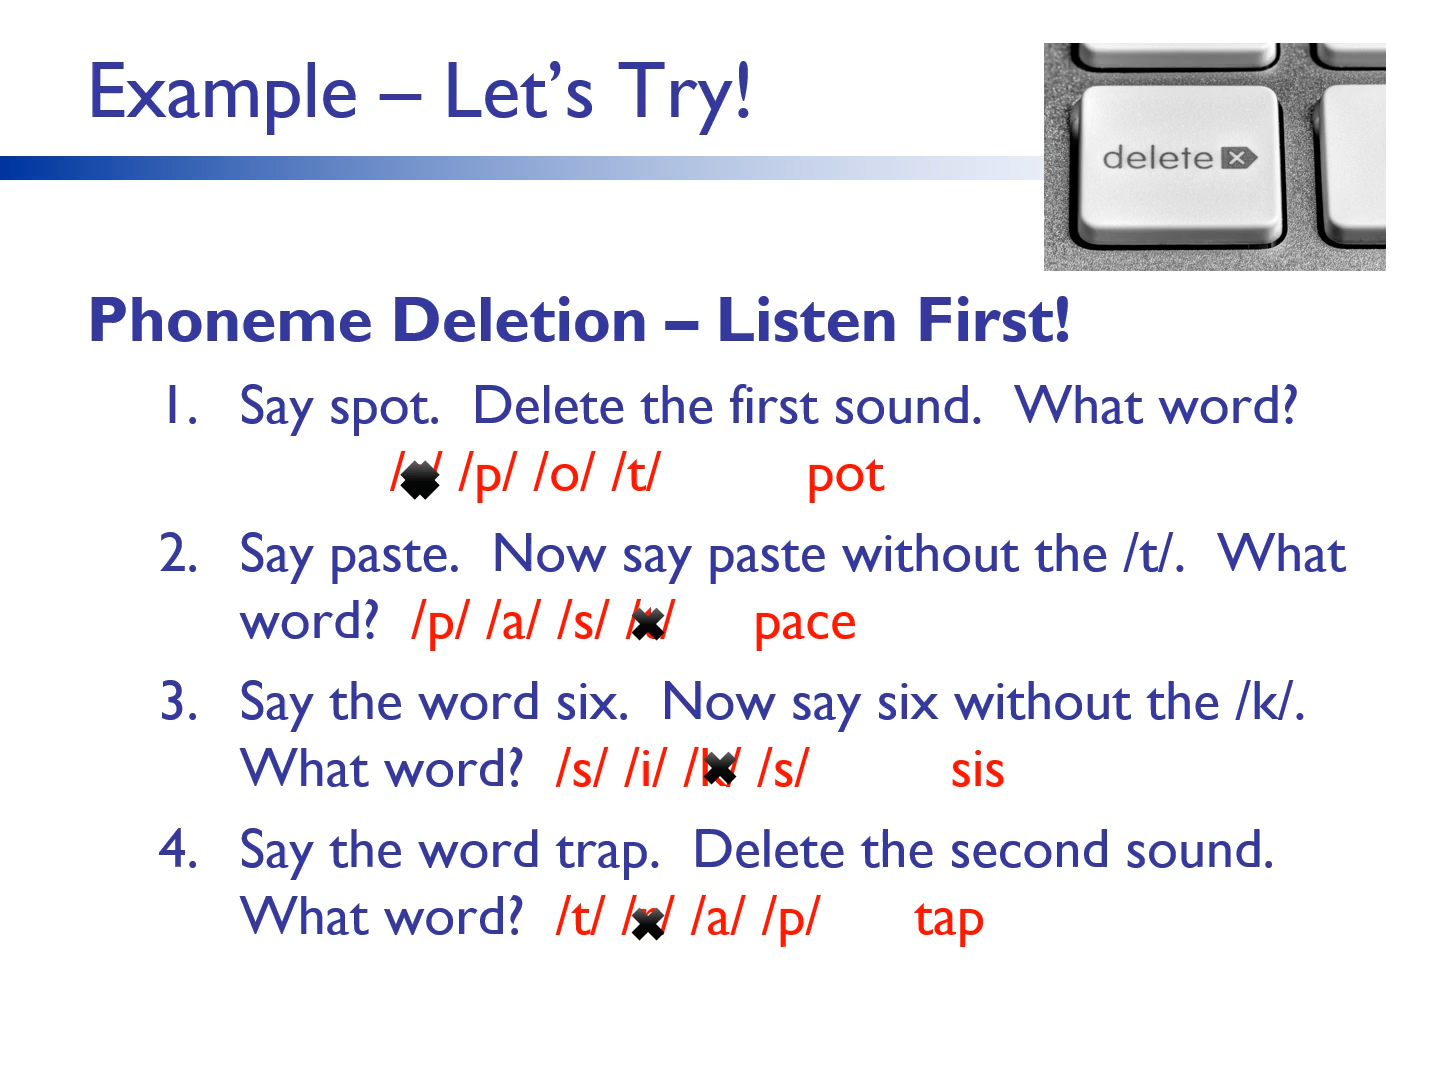 Example – Let's Try!
delete
Phoneme Deletion – Listen First!
1. Say spot. Delete the first sound. What word?
/ / /p/ /o/ /t/ pot
2. Say paste. Now say paste without the /t/. What
word? /p/ /a/ /s/ /t/ pace
3. Say the word six. Now say six without the /k/.
What word? /s/ /i/ /k/ /s/ sis
4. Say the word trap. Delete the second sound.
What word? /t/ /r/ /a/ /p/ tap